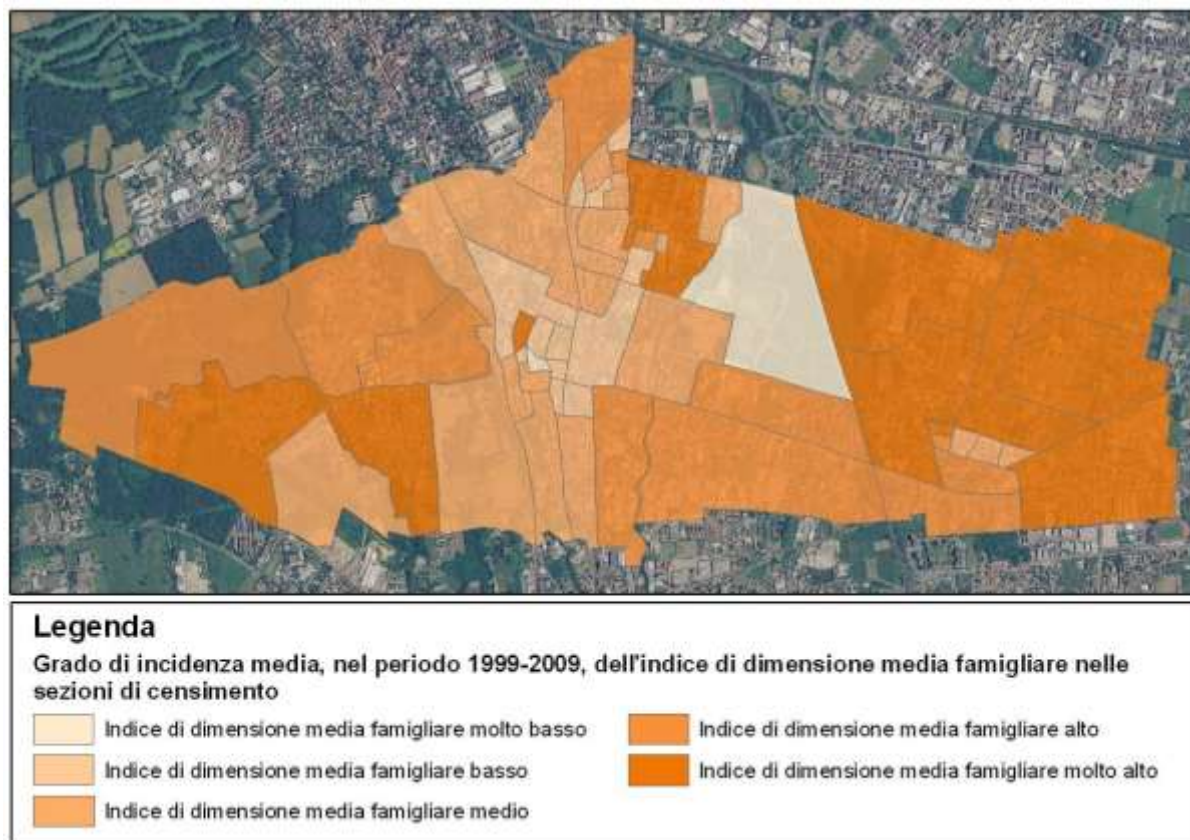 Legenda
Grado di incidenza media, nel periodo 1999-2009, dell'indice di dimensione media famigliare nelle
sezioni di censimento
Indice di dimensione media famigliare molto basso
Indice di dimensione media famigliare basso
Indice di dimensione media famigliare medio
Indice di dimensione media famigliare alto
Indice di dimensione media famigliare molto alto